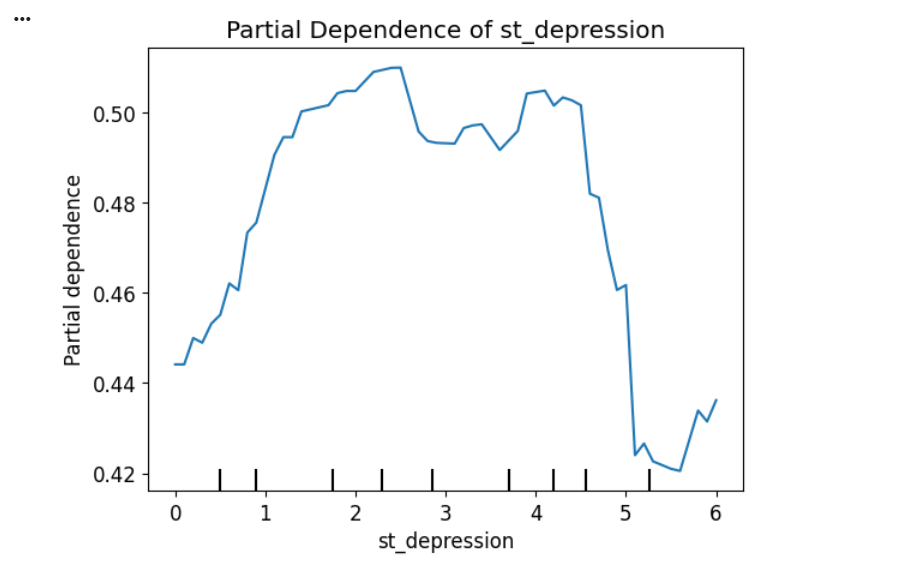 ...
Partial Dependence of st_depression
Partial dependence
0.50
0.48
0.46
0.44
0.42
0 1 2 3 4 5 6
st_depression